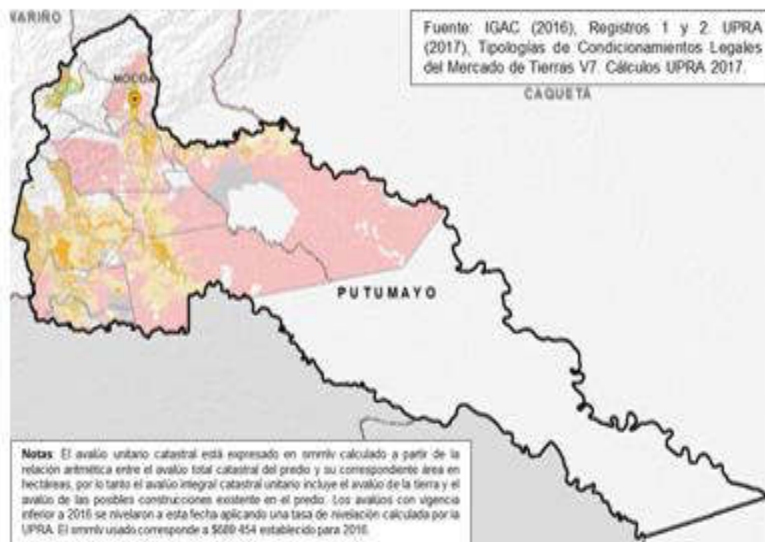 NARIÑO
Fuente: IGAC (2016), Registros 1 y 2. UPRA
(2017), Tipologías de Condicionamientos Legales
del Mercado de Tierras V7. Cálculos UPRA 2017.
MOCOA
CAQUETÁ
PUTUMAYO
Notas: El avalúo unitario catastral está expresado en smmlv calculado a partir de la
relación aritmética entre el avalúo total catastral del predio y su correspondiente área en
hectáreas, por lo tanto el avalúo integral catastral unitario incluye el avalúo de la tierra y el
avalúo de las posibles construcciones existente en el predio. Los avalúos con vigencia
inferior a 2016 se nivelaron a esta fecha aplicando una tasa de nivelación calculada por la
UPRA. El smmlv usado corresponde a $689.454 establecido para 2016.